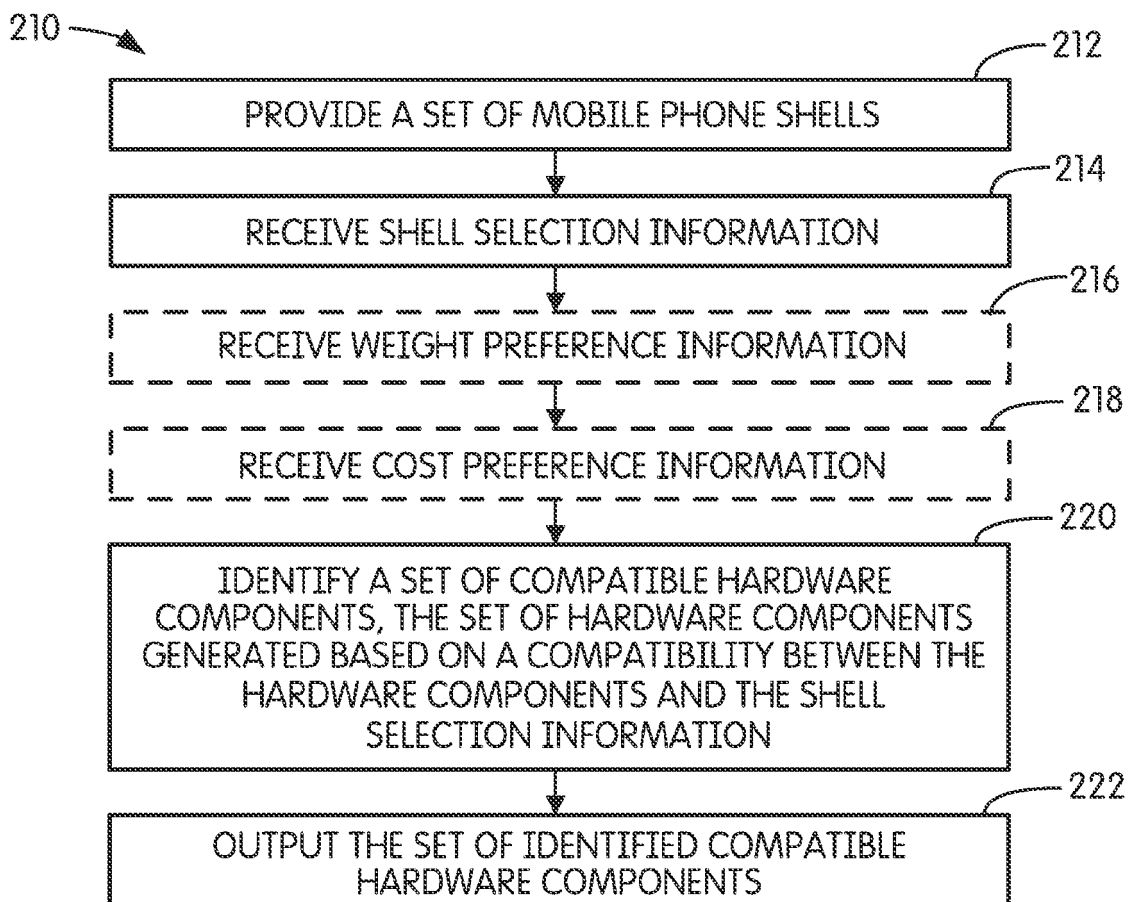 210
212
PROVIDE A SET OF MOBILE PHONE SHELLS
214
RECEIVE SHELL SELECTION INFORMATION
216
RECEIVE WEIGHT PREFERENCE INFORMATION
218
RECEIVE COST PREFERENCE INFORMATION
220
IDENTIFY A SET OF COMPATIBLE HARDWARE
COMPONENTS, THE SET OF HARDWARE COMPONENTS
GENERATED BASED ON A COMPATIBILITY BETWEEN THE
HARDWARE COMPONENTS AND THE SHELL
SELECTION INFORMATION
222
OUTPUT THE SET OF IDENTIFIED COMPATIBLE
HARDWARE COMPONENTS